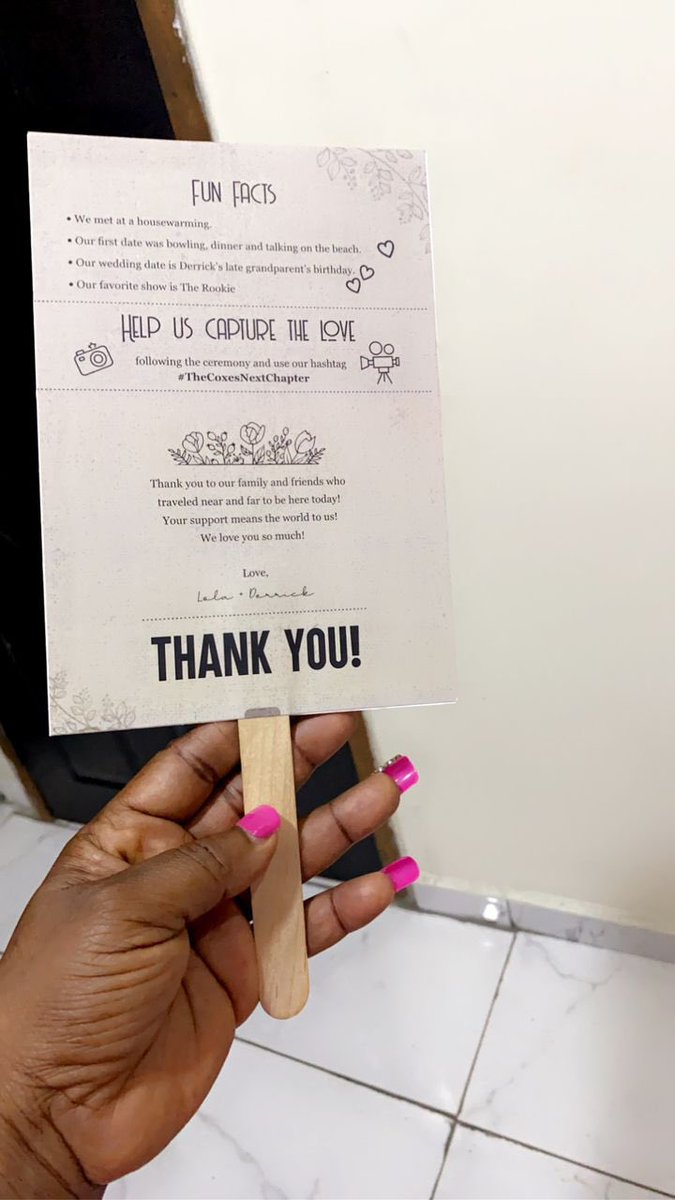 FUN FACTS
• We met at a housewarming.
• Our first date was bowling, dinner and talking on the beach.
• Our wedding date is Derrick's late grandparent's birthday.
• Our favorite show is The Rookie
HELP US CAPTURE THE LOVE
following the ceremony and use our hashtag
#TheCoxesNextChapter
Thank you to our family and friends who
traveled near and far to be here today!
Your support means the world to us!
We love you so much!
Love,
Lola + Derrick
THANK YOU!